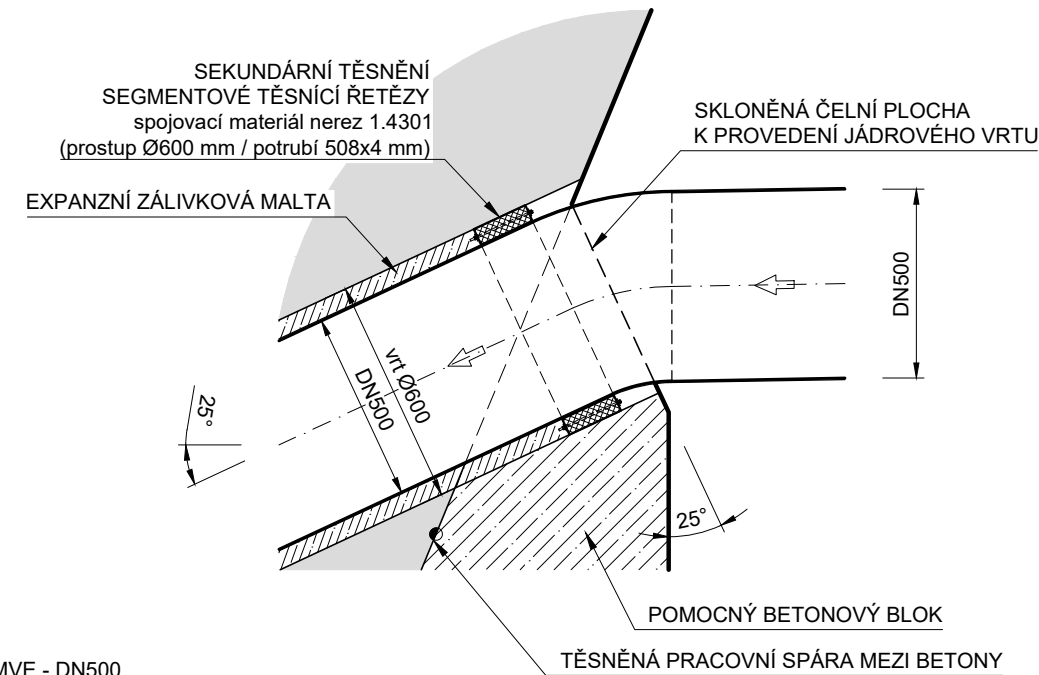 SEKUNDÁRNÍ TĚSNĚNÍ
SEGMENTOVÉ TĚSNÍCÍ ŘETĚZY
spojovací materiál nerez 1.4301
(prostup Ø600 mm / potrubí 508x4 mm)
EXPANZNÍ ZÁLIVKOVÁ MALTA
SKLONĚNÁ ČELNÍ PLOCHA
K PROVEDENÍ JÁDROVÉHO VRTU
DN500
vrt Ø600
DN500
25°
25°
POMOCNÝ BETONOVÝ BLOK
TĚSNĚNÁ PRACOVNÍ SPÁRA MEZI BETONY
MVE - DN500